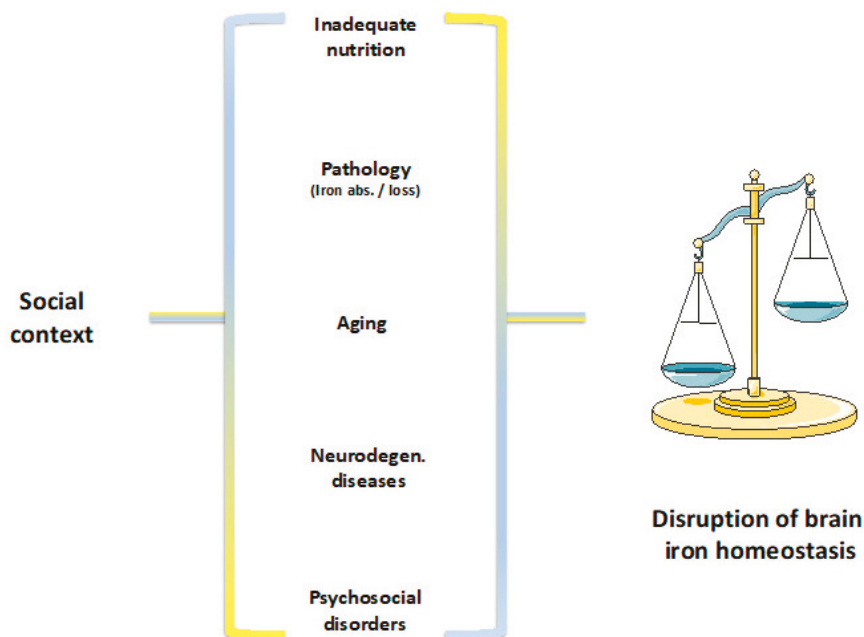 Inadequate
nutrition
Pathology
(Iron abs. / loss)
Social
context
Aging
Neurodegen.
diseases
Psychosocial
disorders
Disruption of brain
iron homeostasis